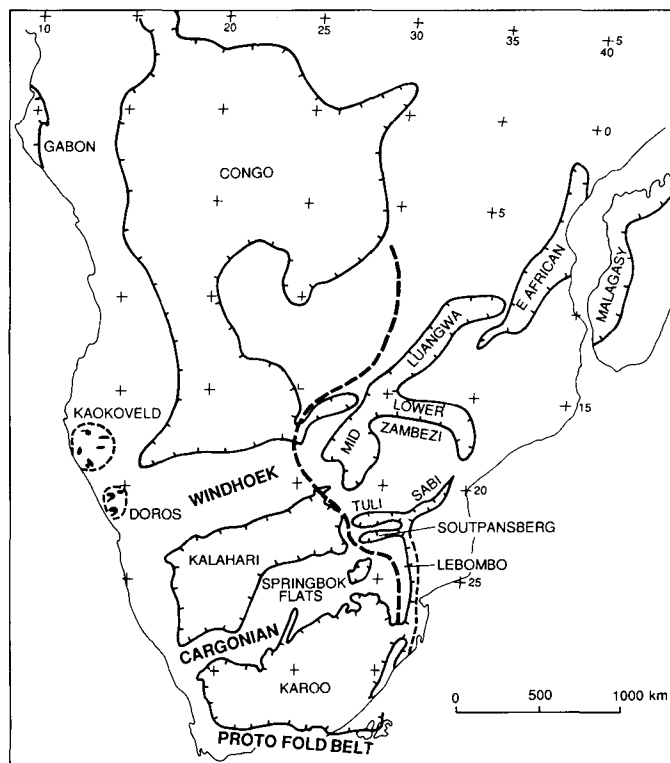 10
15
20
25
30
35
40
5
GABON
CONGO
0
5
E AFRICAN
MALAGASY
LUANGWA
KAOKOVELD
LOWER
15
MID
ZAMBEZI
WINDHOEK
20
DOROS
TULI
SABI
SOUTPANSBERG
KALAHARI
LEBOMBO
SPRINGBOK
FLATS
25
CARGONIAN
KAROO
0
500
1000 km
PROTO FOLD BELT